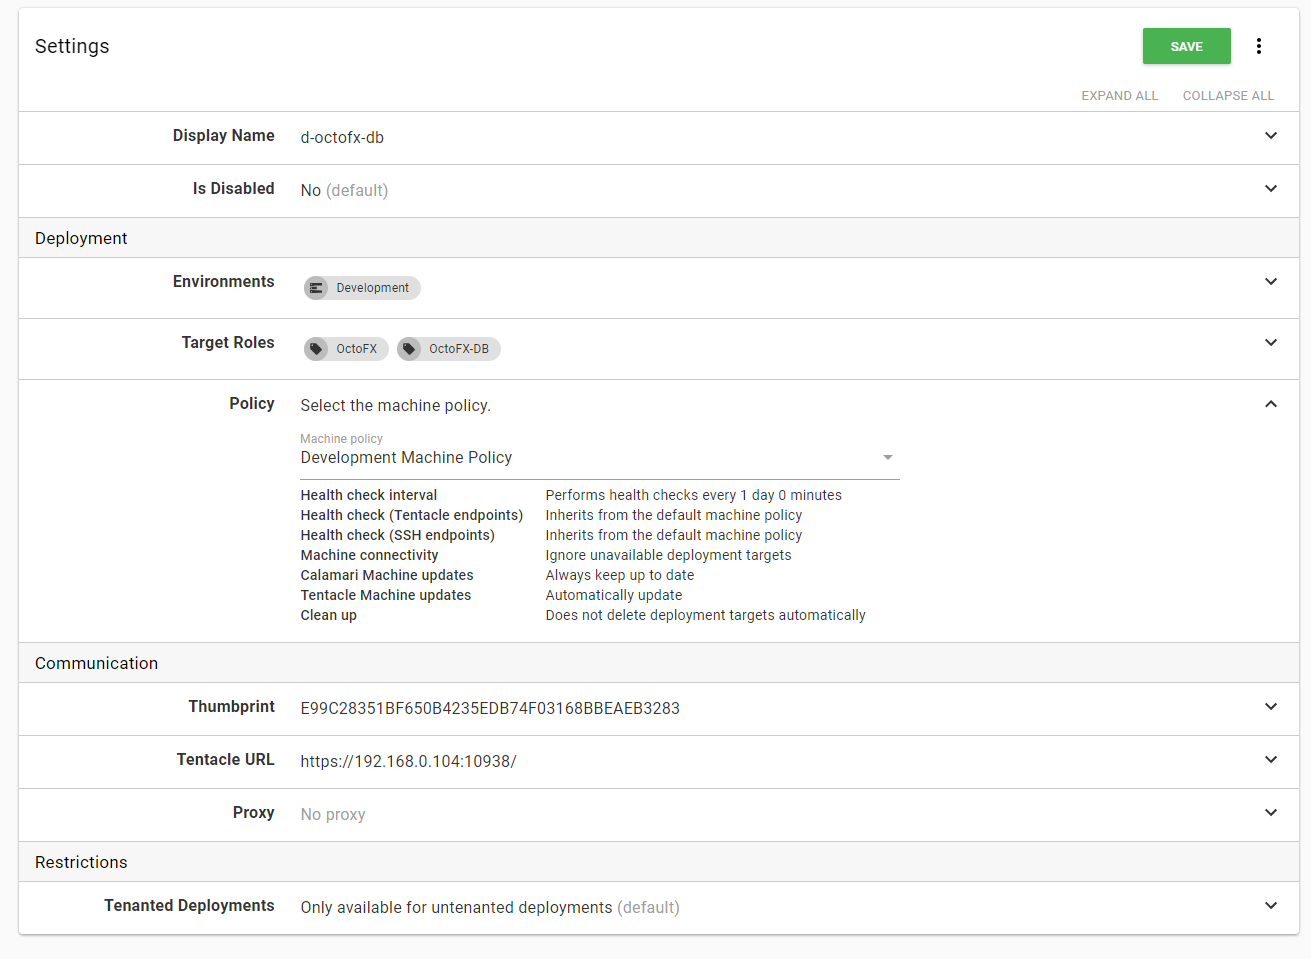 Settings
SAVE
EXPAND ALL COLLAPSE ALL
Display Name d-octofx-db
Is Disabled No (default)
Deployment
Environments Development
Target Roles OctoFX OctoFX-DB
Policy Select the machine policy.
Machine policy
Development Machine Policy
Health check interval Performs health checks every 1 day 0 minutes
Health check (Tentacle endpoints) Inherits from the default machine policy
Health check (SSH endpoints) Inherits from the default machine policy
Machine connectivity Ignore unavailable deployment targets
Calamari Machine updates Always keep up to date
Tentacle Machine updates Automatically update
Clean up Does not delete deployment targets automatically
Communication
Thumbprint E99C28351BF650B4235EDB74F03168BBEAEB3283
Tentacle URL https://192.168.0.104:10938/
Proxy No proxy
Restrictions
Tenanted Deployments Only available for untenanted deployments (default)